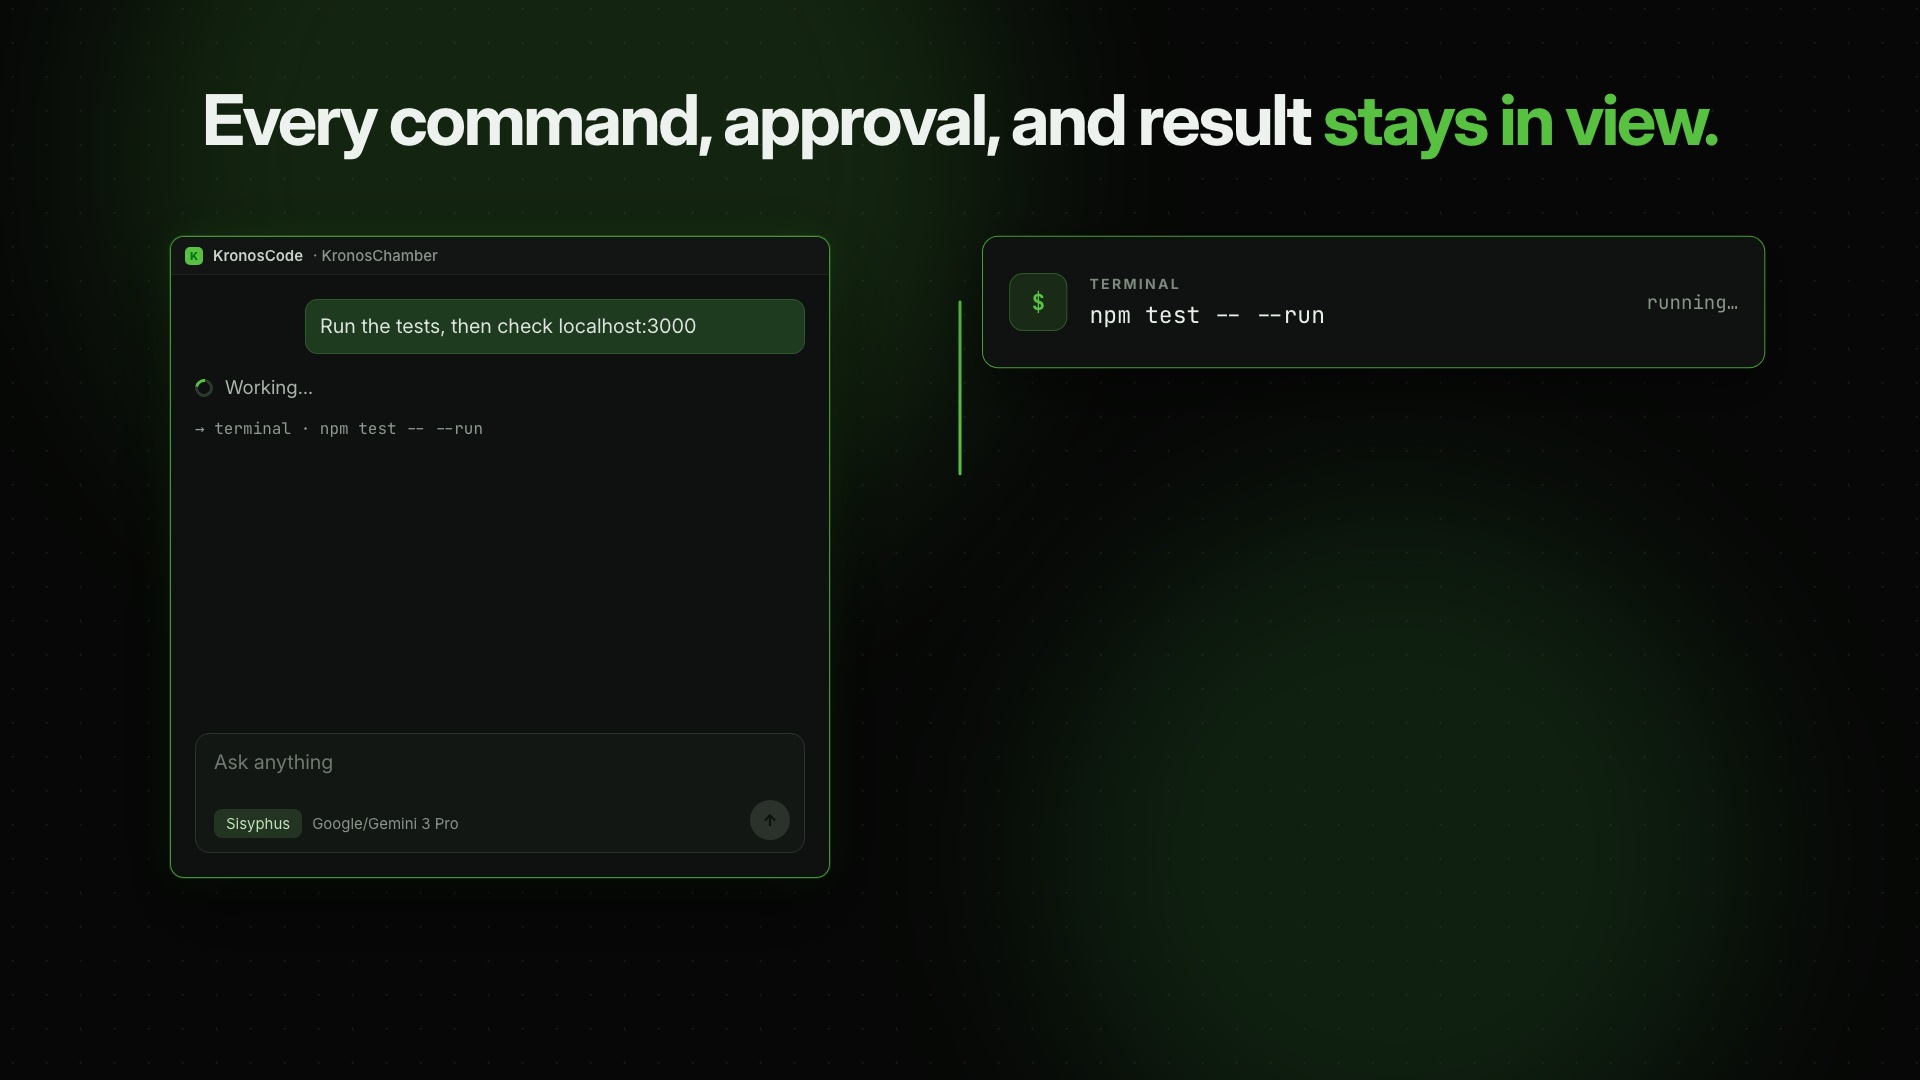 Every command, approval, and result stays in view.
K KronosCode · KronosChamber
Run the tests, then check localhost:3000
Working...
→ terminal · npm test -- --run
Ask anything
Sisyphus Google/Gemini 3 Pro
$
TERMINAL
npm test -- --run
running…